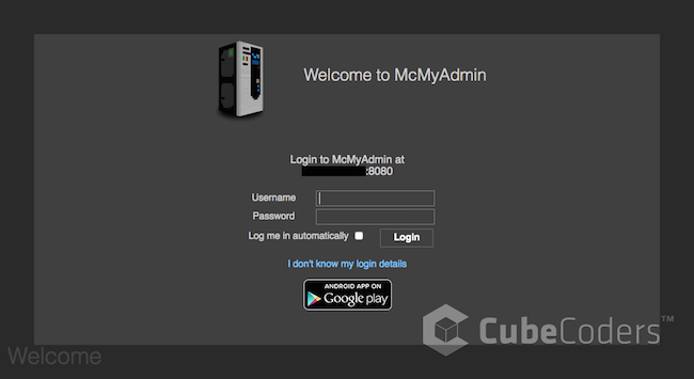 Welcome to McMyAdmin
Login to McMyAdmin at
:8080
Username
Password
Log me in automatically
Login
I don't know my login details
ANDROID APP ON
Google play
CubeCoders™
Welcome